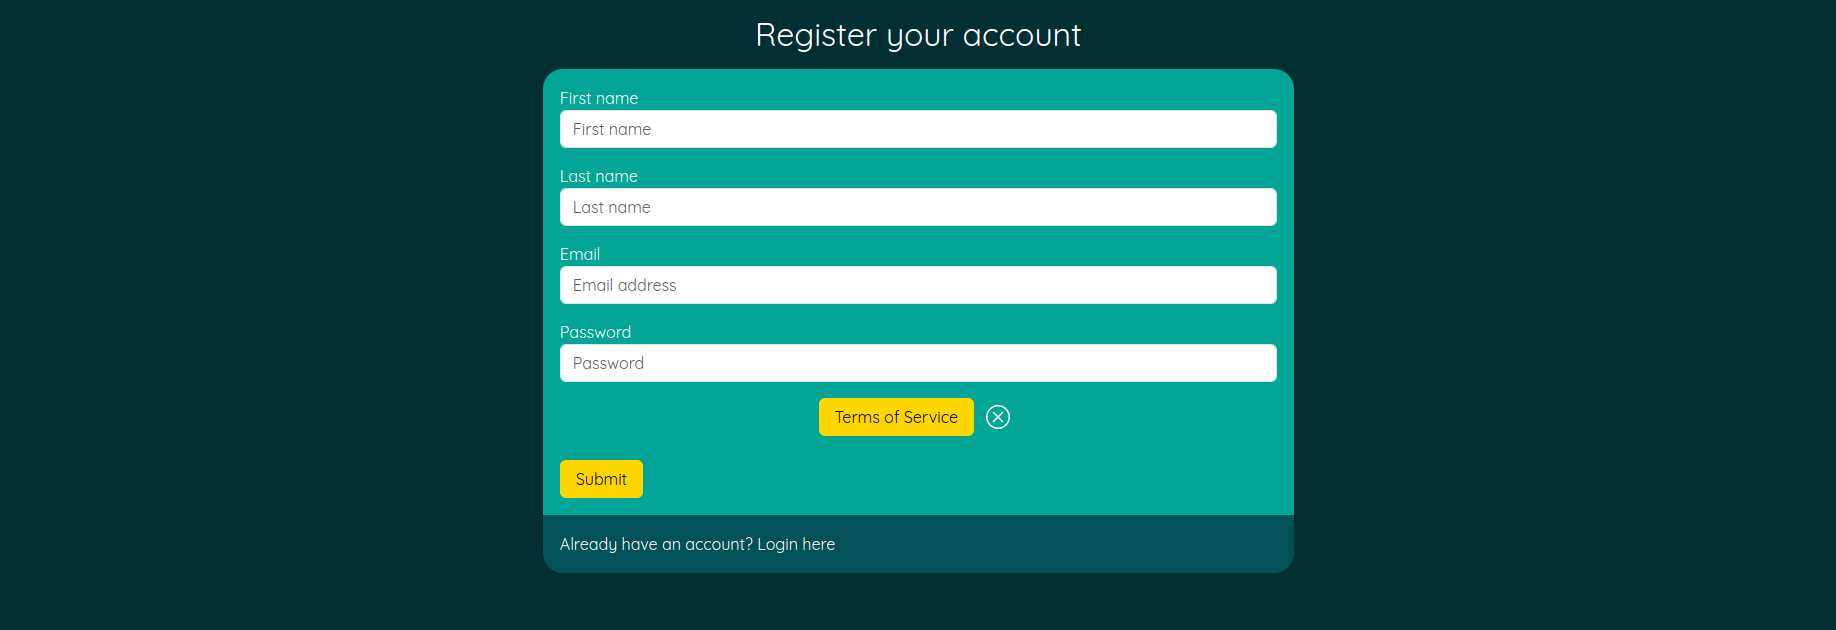 Register your account
First name
First name
Last name
Last name
Email
Email address
Password
Password
Terms of Service
Submit
Already have an account? Login here